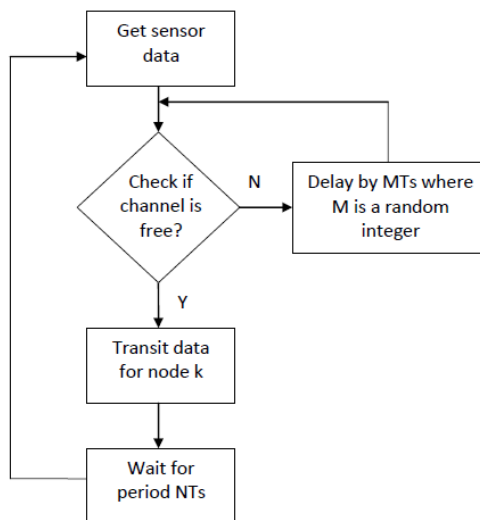 Get sensor
data
Check if
channel is
free?
N
Delay by MTs where
M is a random
integer
Y
Transit data
for node k
Wait for
period NTs